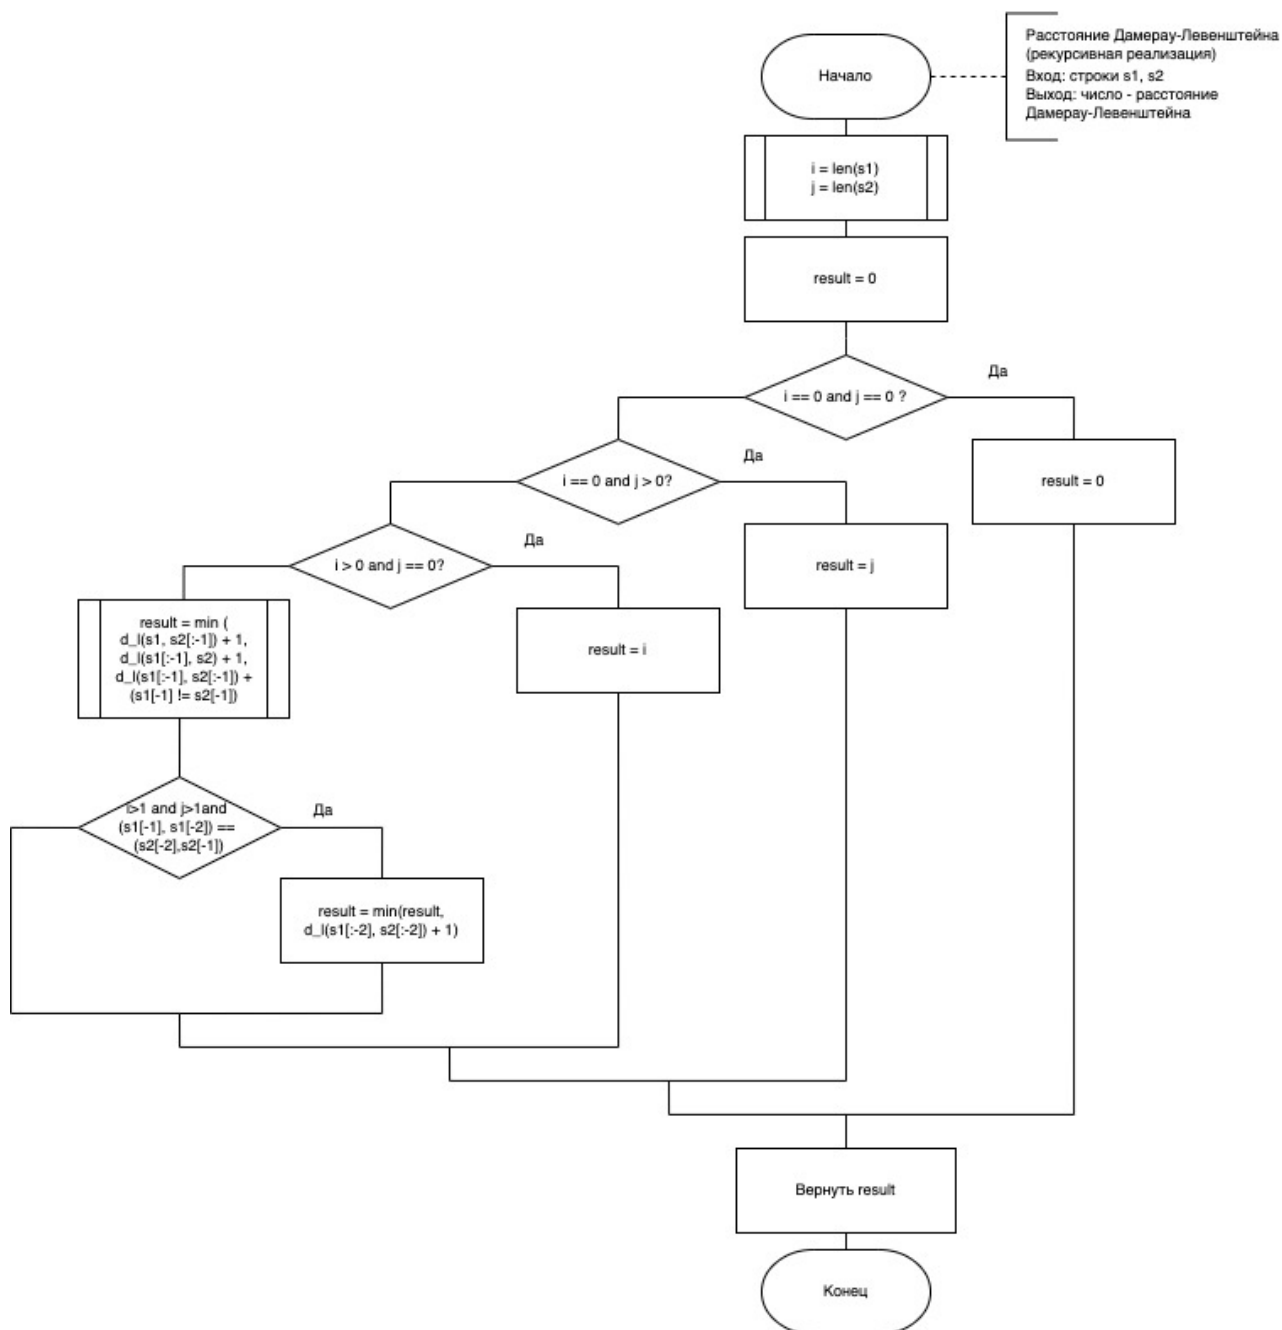 Расстояние Дамерау-Левенштейна
(рекурсивная реализация)
Вход: строки s1, s2
Выход: число - расстояние
Дамерау-Левенштейна
Начало
i = len(s1)
j = len(s2)
result = 0
i == 0 and j == 0 ?
Да
result = 0
i == 0 and j > 0?
Да
result = j
i > 0 and j == 0?
Да
result = i
result = min (
d_l(s1, s2[:-1]) + 1,
d_l(s1[:-1], s2) + 1,
d_l(s1[:-1], s2[:-1]) +
(s1[-1] != s2[-1])
i>1 and j>1and
(s1[-1], s1[-2]) ==
(s2[-2],s2[-1])
Да
result = min(result,
d_l(s1[:-2], s2[:-2]) + 1)
Вернуть result
Конец